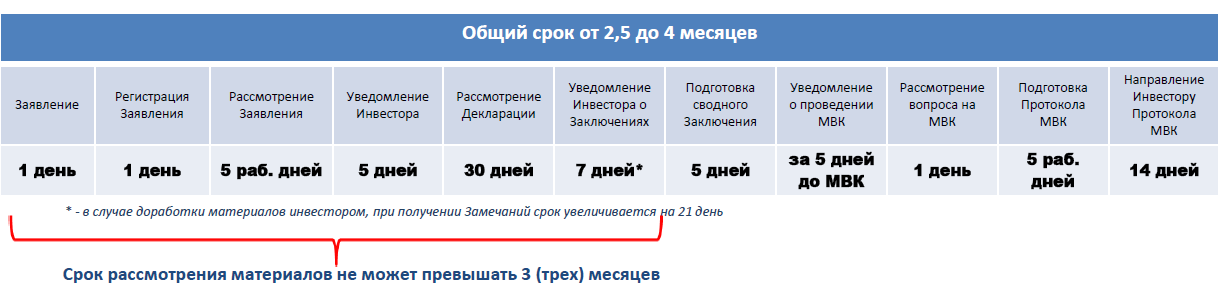 Общий срок от 2,5 до 4 месяцев
Заявление
Регистрация
Заявления
Рассмотрение
Заявления
Уведомление
Инвестора
Рассмотрение
Декларации
Уведомление
Инвестора о
Заключениях
Подготовка
сводного
Заключения
Уведомление
о проведении
МВК
Рассмотрение
вопроса на
МВК
Подготовка
Протокола
МВК
Направление
Инвестору
Протокола
МВК
1 день
1 день
5 раб. дней
5 дней
30 дней
7 дней*
5 дней
за 5 дней
до МВК
1 день
5 раб.
дней
14 дней
* - в случае доработки материалов инвестором, при получении Замечаний срок увеличивается на 21 день
Срок рассмотрения материалов не может превышать 3 (трех) месяцев